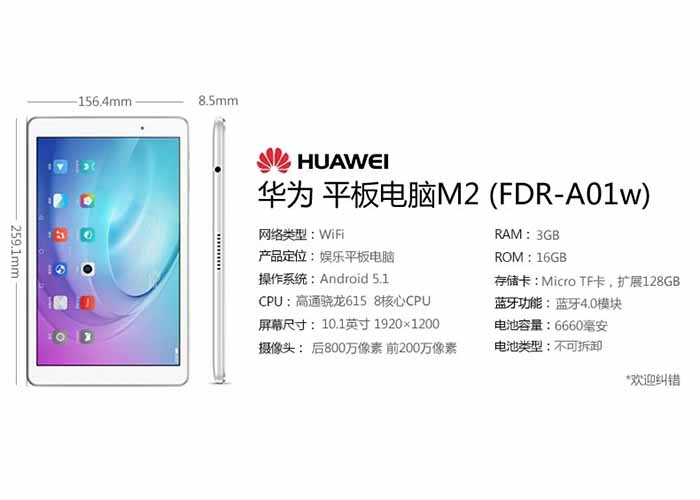 156.4mm
8.5mm
259.1mm
HUAWEI
华为 平板电脑M2 (FDR-A01w)
网络类型：WiFi
产品定位：娱乐平板电脑
操作系统：Android 5.1
CPU：高通骁龙615 8核心CPU
屏幕尺寸： 10.1英寸 1920×1200
摄像头： 后800万像素 前200万像素
RAM： 3GB
ROM： 16GB
存储卡：Micro TF卡，扩展128GB
蓝牙功能： 蓝牙4.0模块
电池容量：6660毫安
电池类型：不可拆卸
*欢迎纠错